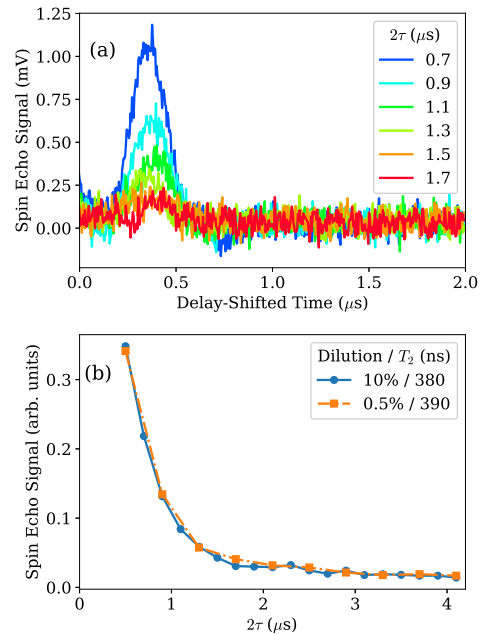 (a)
Spin Echo Signal (mV)
1.25
1.00
0.75
0.50
0.25
0.00
2τ (μs)
0.7
0.9
1.1
1.3
1.5
1.7
0.0
0.5
1.0
1.5
2.0
Delay-Shifted Time (μs)
(b)
Spin Echo Signal (arb. units)
0.3
0.2
0.1
0.0
Dilution / T₂ (ns)
10% / 380
0.5% / 390
0
1
2
3
4
2τ (μs)